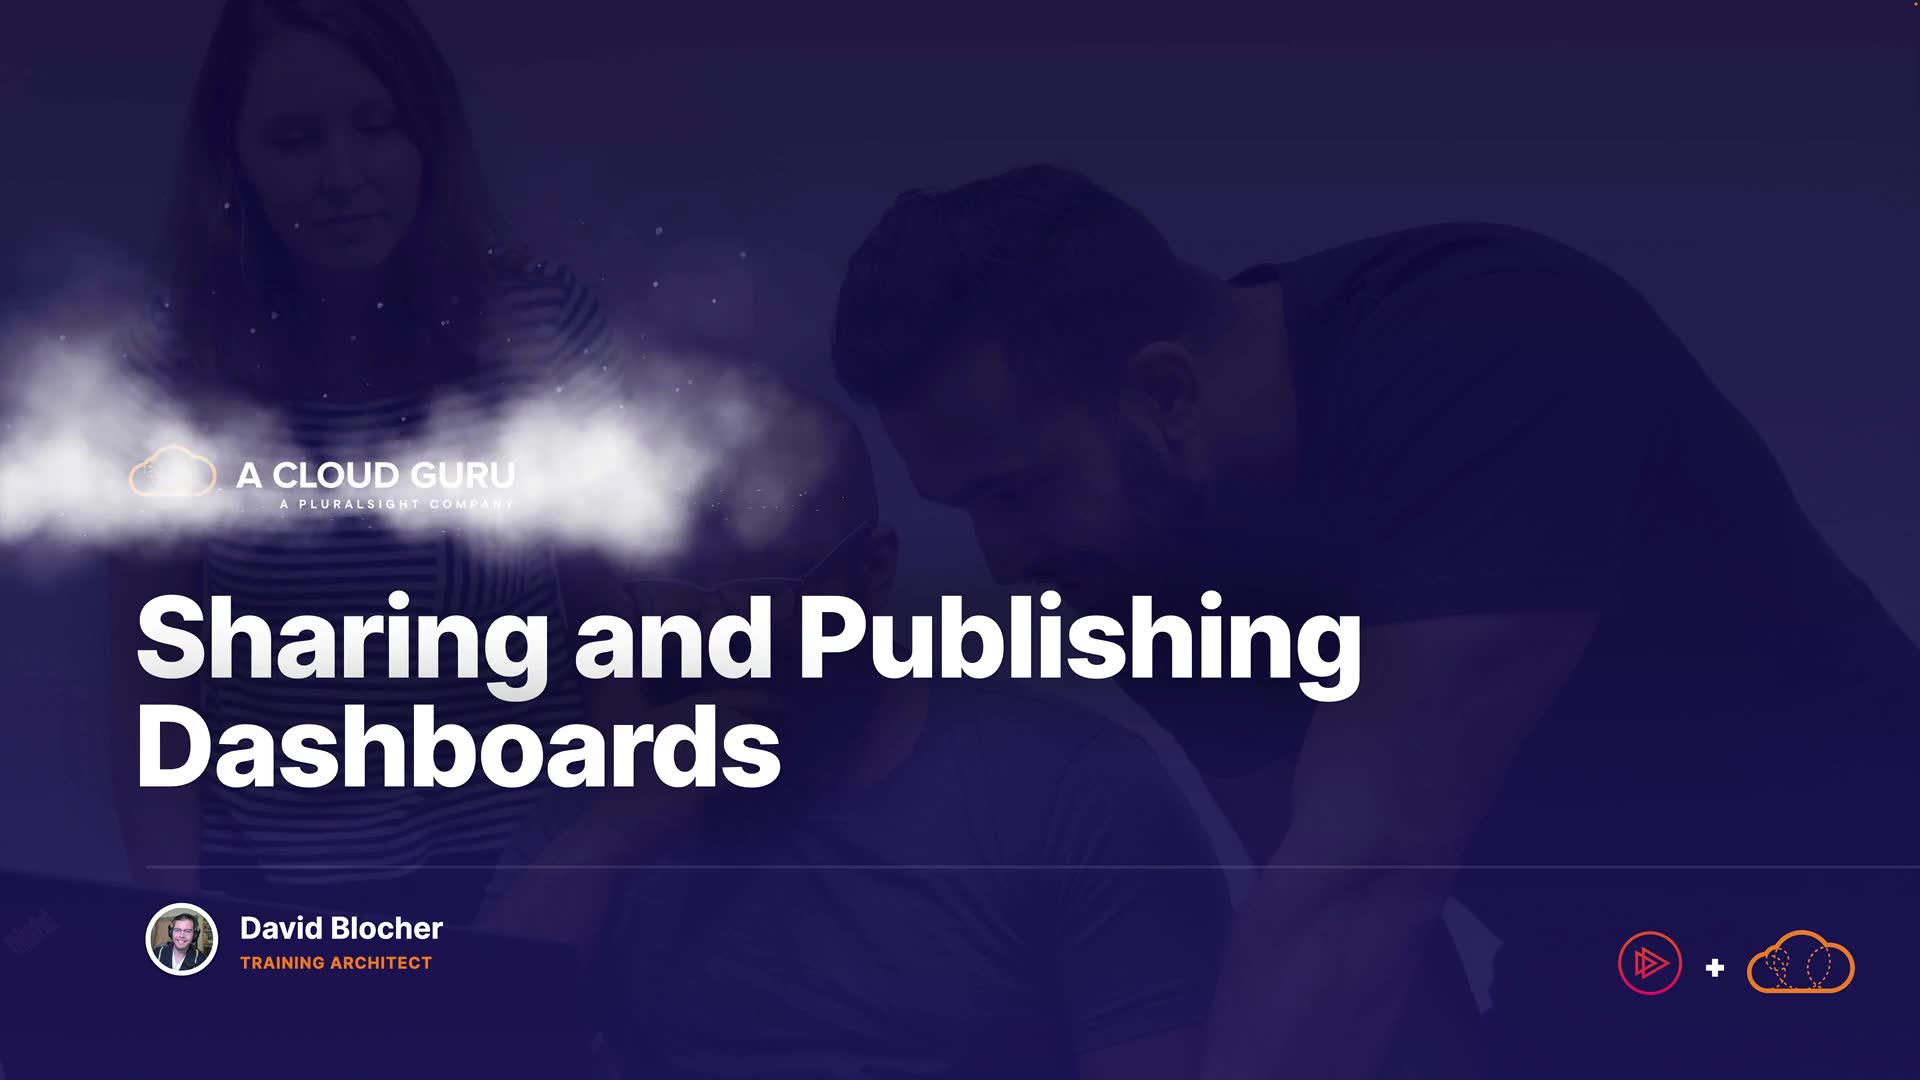 A CLOUD GURU
A PLURALSIGHT COMPANY
Sharing and Publishing
Dashboards
David Blocher
TRAINING ARCHITECT
+